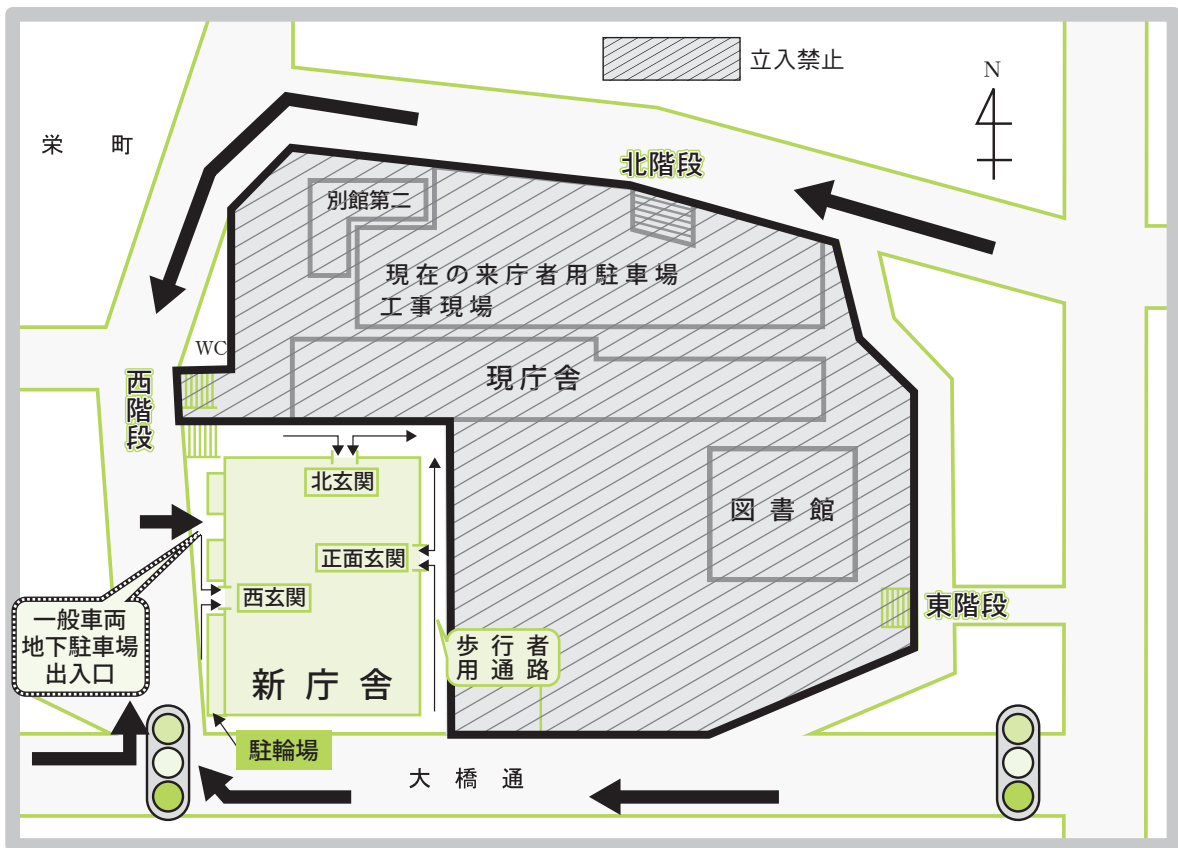 立入禁止
N
栄町
北階段
別館第二
現在の来庁者用駐車場
工事現場
WC
現庁舎
西階段
北玄関
図書館
正面玄関
西玄関
東階段
一般車両
地下駐車場
出入口
歩行者
用通路
新庁舎
駐輪場
大橋通